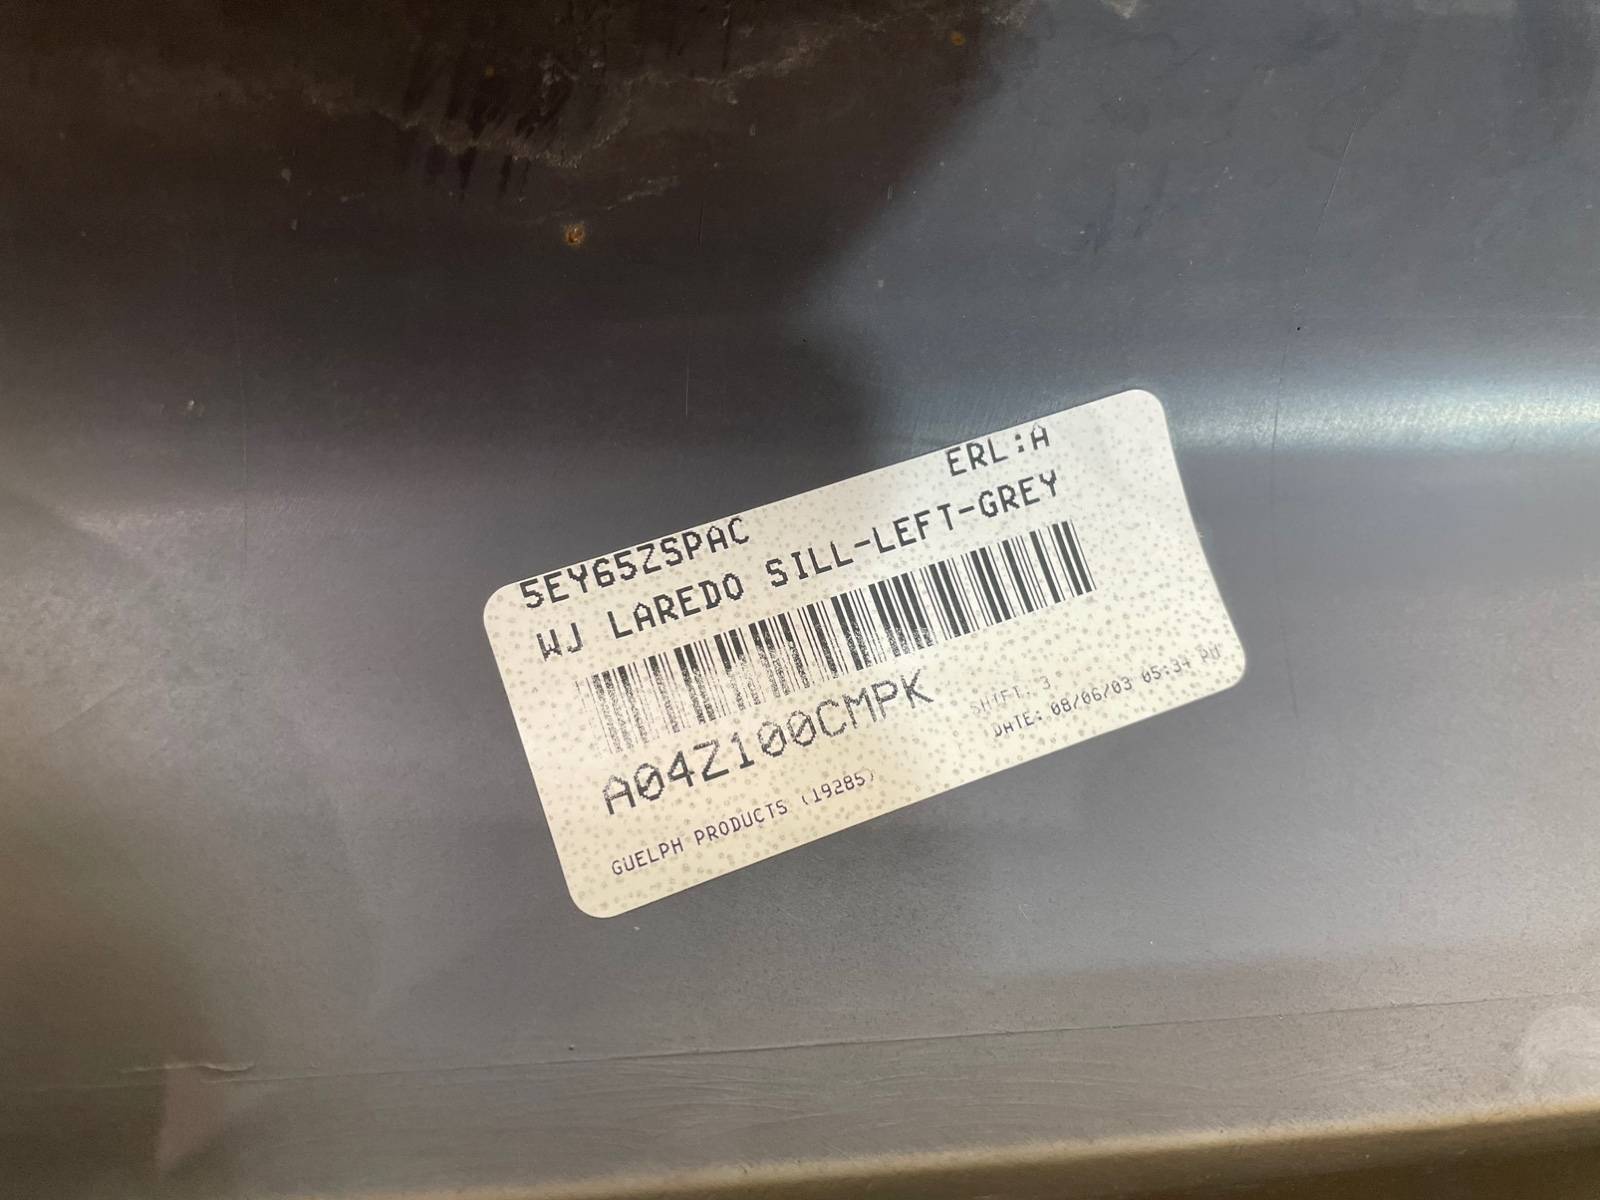 ERL:A
5EY65ZSPAC
WJ LAREDO SILL-LEFT-GREY
A04Z100CMPK
SHIFT: 3
DATE: 08/06/03 05:34 PM
GUELPH PRODUCTS (19285)